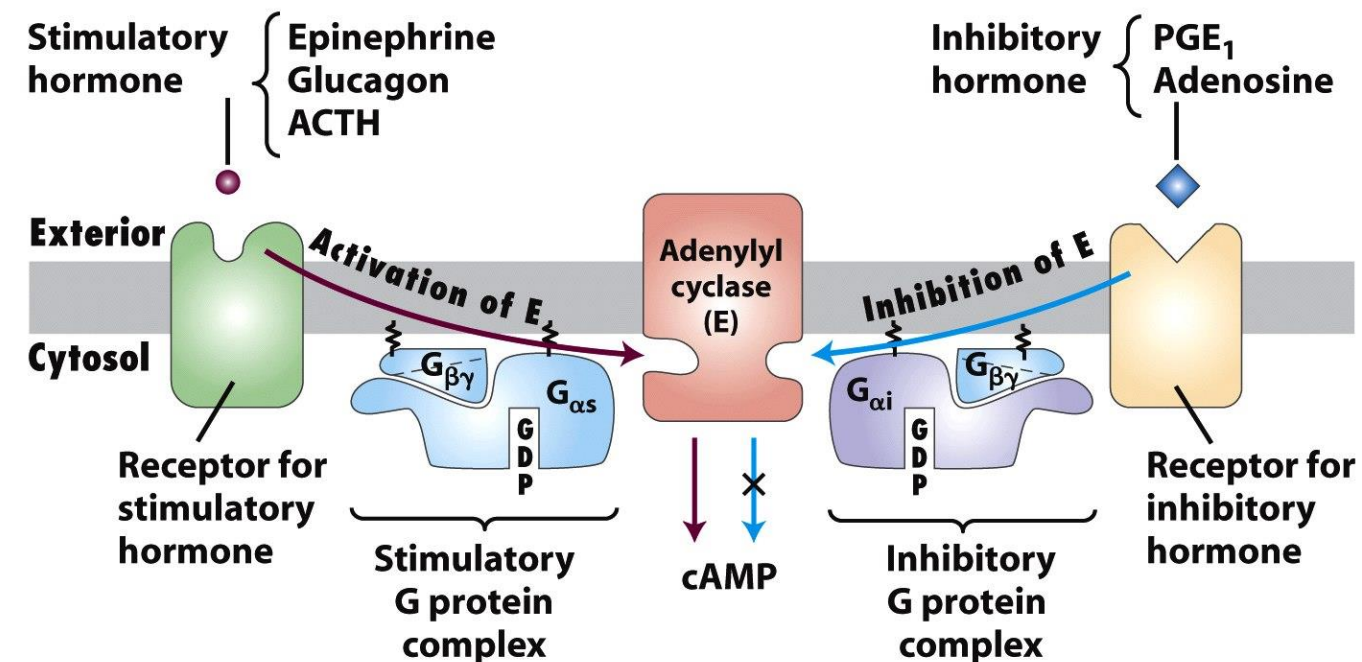 Stimulatory
hormone
Epinephrine
Glucagon
ACTH
Inhibitory
hormone
PGE₁
Adenosine
Exterior
Cytosol
Activation of E
Adenylyl
cyclase
(E)
Inhibition of E
Gβγ
Gαs
GDP
Gαi
Gβγ
GDP
Receptor for
stimulatory
hormone
Stimulatory
G protein
complex
cAMP
Inhibitory
G protein
complex
Receptor for
inhibitory
hormone